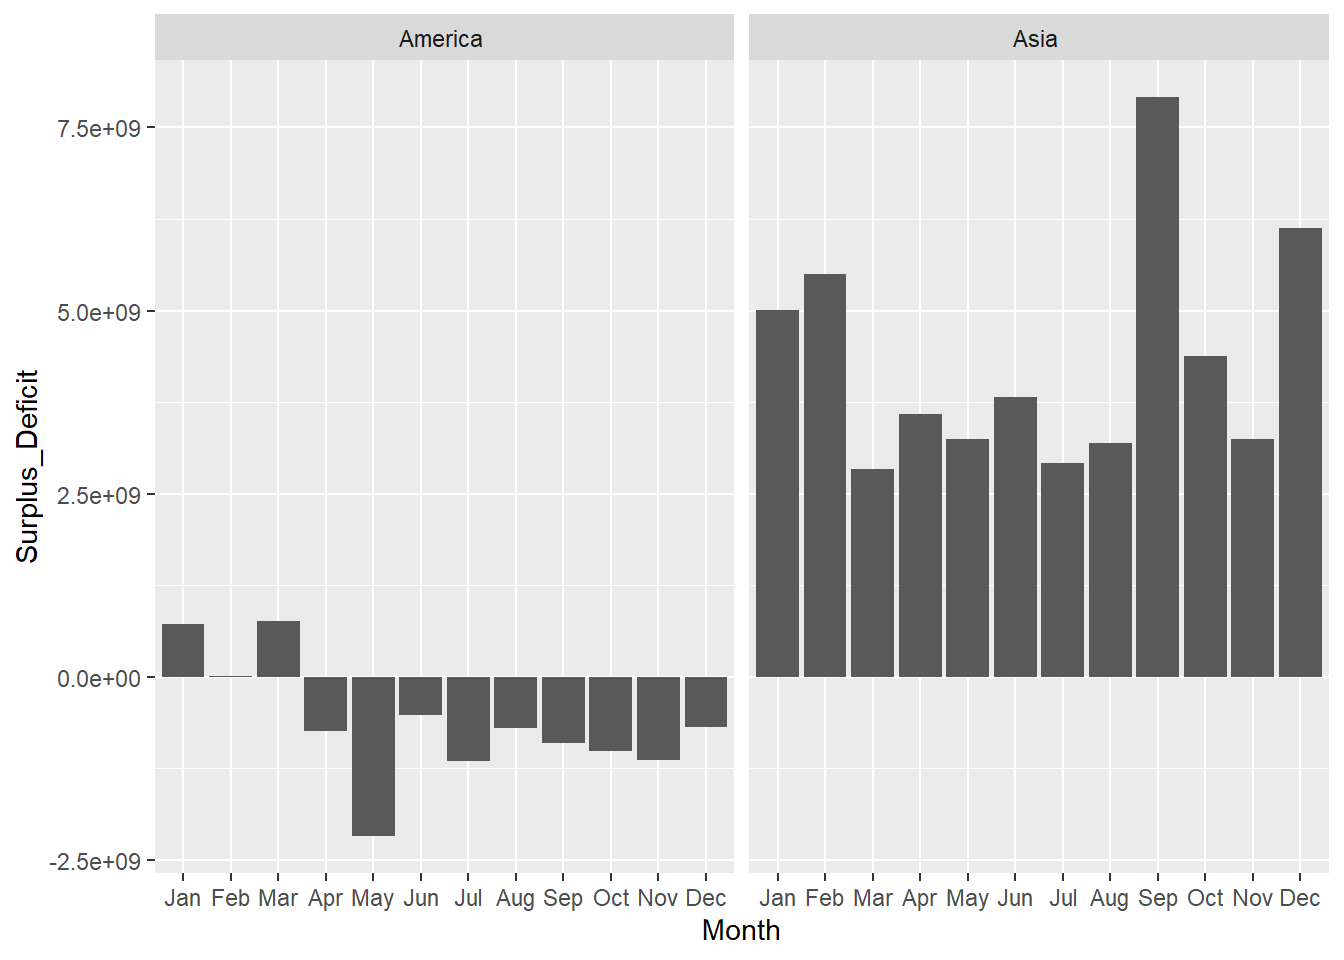 America
Asia
7.5e+09
5.0e+09
2.5e+09
0.0e+00
-2.5e+09
Surplus_Deficit
Jan Feb Mar Apr May Jun Jul Aug Sep Oct Nov Dec
Jan Feb Mar Apr May Jun Jul Aug Sep Oct Nov Dec
Month